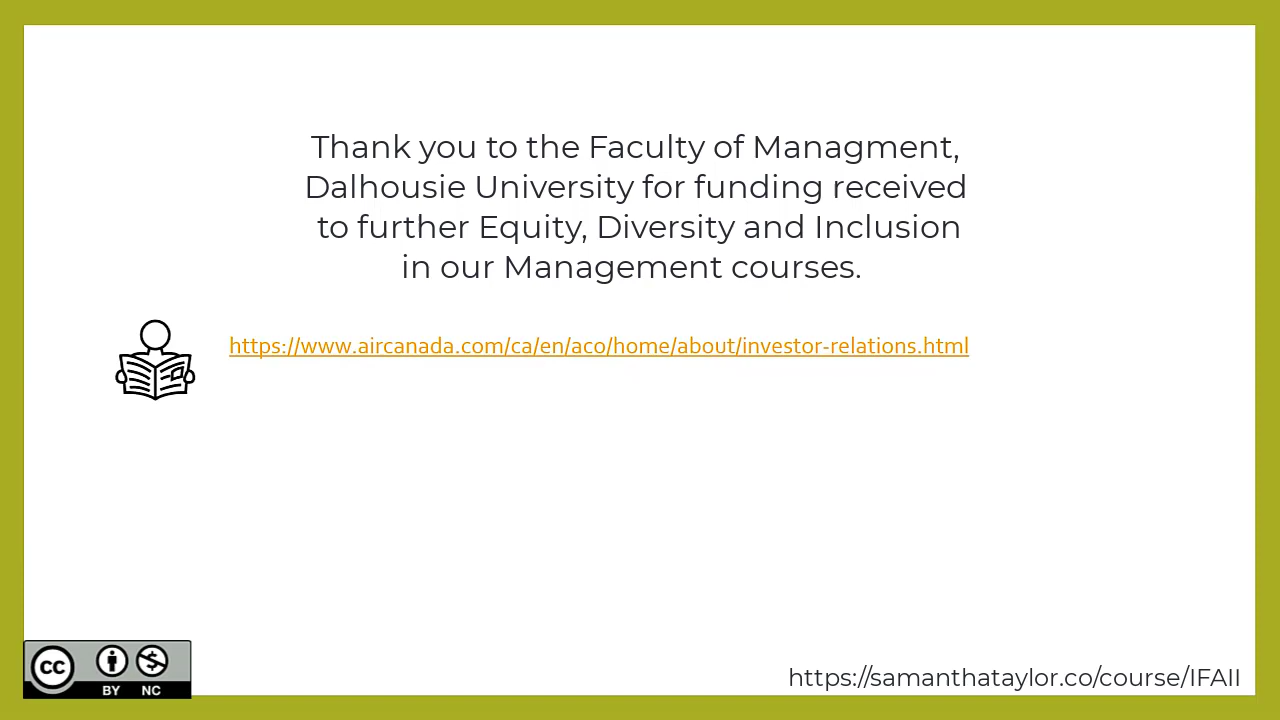 Thank you to the Faculty of Managment,
Dalhousie University for funding received
to further Equity, Diversity and Inclusion
in our Management courses.
https://www.aircanada.com/ca/en/aco/home/about/investor-relations.html
CC
BY NC
https://samanthataylor.co/course/IFAII